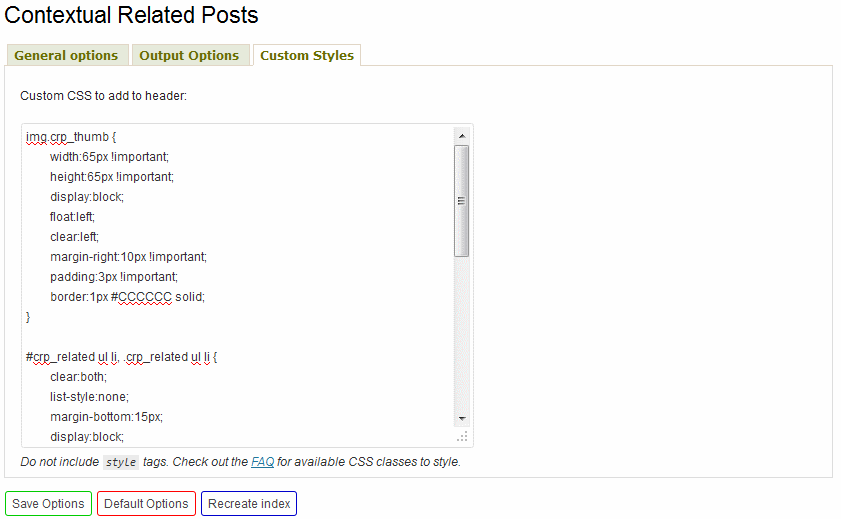 Contextual Related Posts
General options Output Options Custom Styles
Custom CSS to add to header:
img.crp_thumb {
width:65px !important;
height:65px !important;
display:block;
float:left;
clear:left;
margin-right:10px !important;
padding:3px !important;
border:1px #CCCCCC solid;
}
#crp_related ul li, .crp_related ul li {
clear:both;
list-style:none;
margin-bottom:15px;
display:block;
Do not include style tags. Check out the FAQ for available CSS classes to style.
Save Options Default Options Recreate index